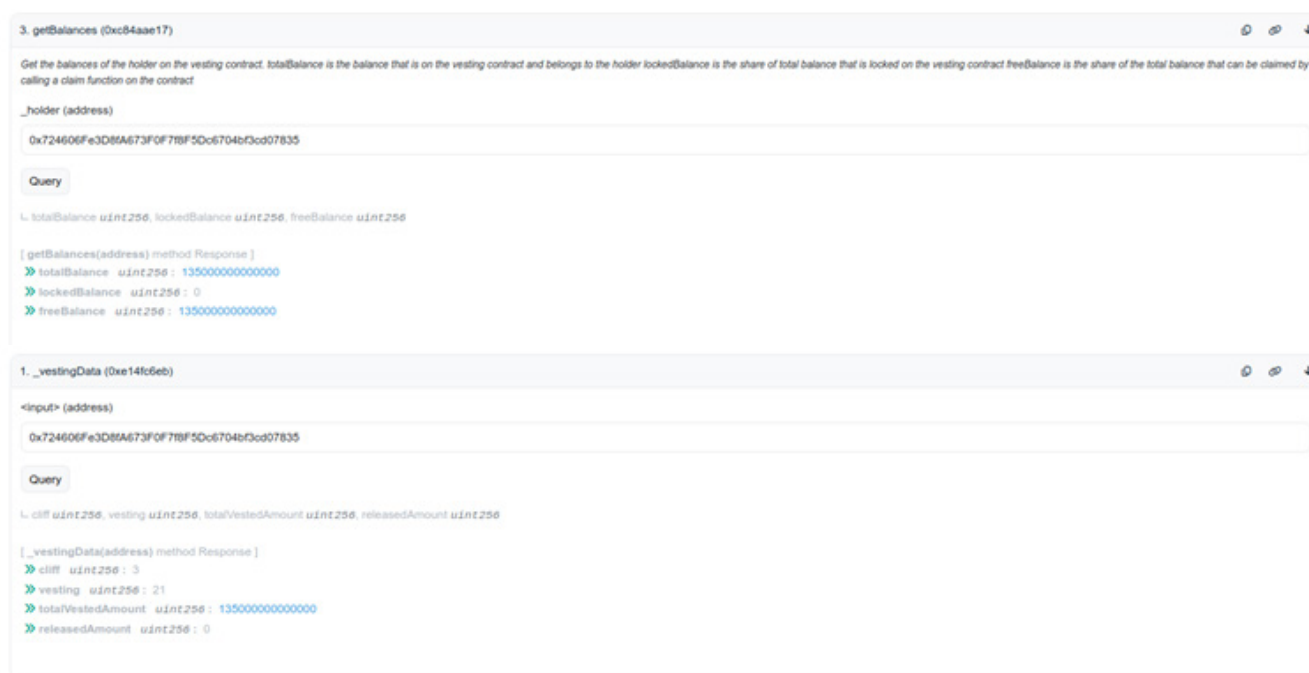 3. getBalances (0xc84aae17)
Get the balances of the holder on the vesting contract. totalBalance is the balance that is on the vesting contract and belongs to the holder lockedBalance is the share of total balance that is locked on the vesting contract freeBalance is the share of the total balance that can be claimed by
calling a claim function on the contract
_holder (address)
0x724606Fe3D8fA673F0F7f8F5Dc6704bf3cd07835
Query
totalBalance uint256, lockedBalance uint256, freeBalance uint256
[ getBalances(address) method Response ]
totalBalance uint256 : 135000000000000
lockedBalance uint256 : 0
freeBalance uint256 : 135000000000000
1. _vestingData (0xe14fc6eb)
<input> (address)
0x724606Fe3D8fA673F0F7f8F5Dc6704bf3cd07835
Query
cliff uint256, vesting uint256, totalVestedAmount uint256, releasedAmount uint256
[ _vestingData(address) method Response ]
cliff uint256 : 3
vesting uint256 : 21
totalVestedAmount uint256 : 135000000000000
releasedAmount uint256 : 0